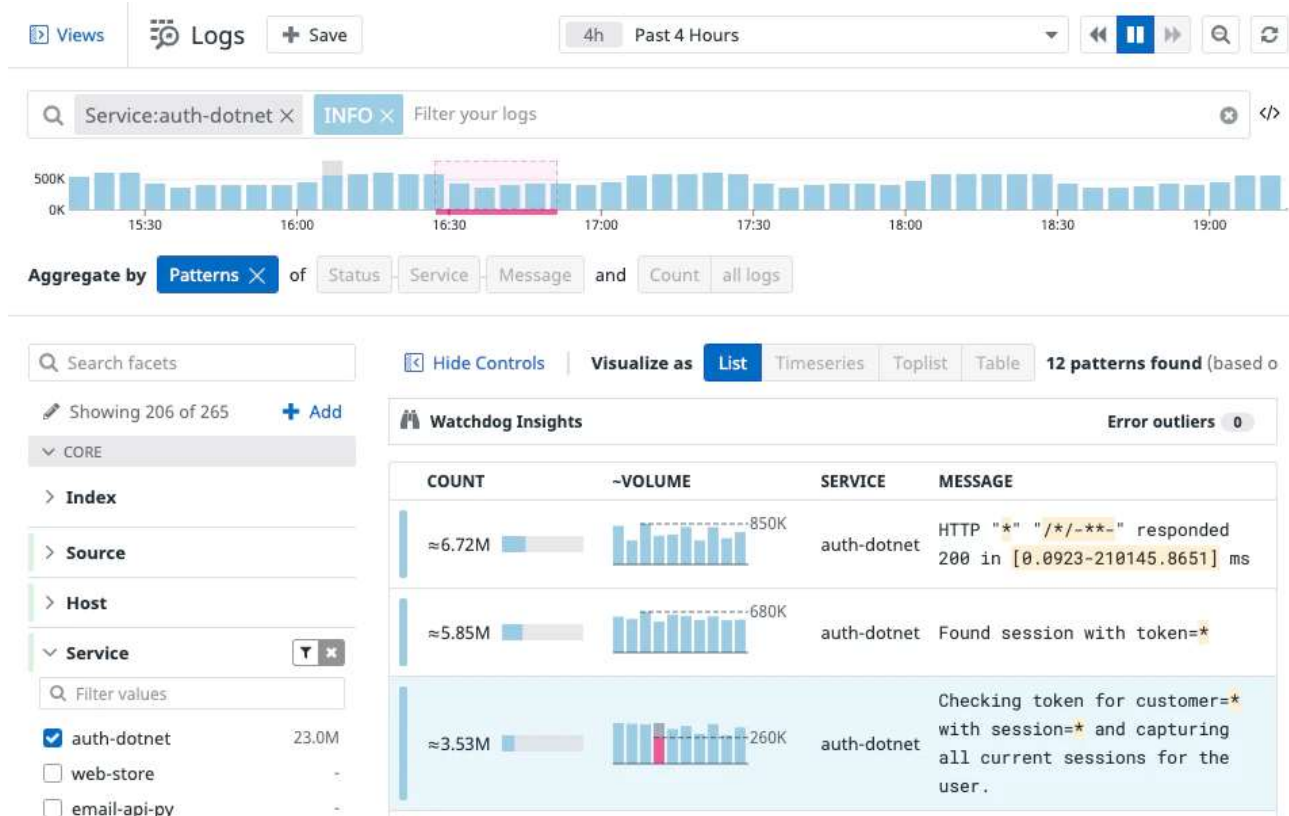 Views Logs + Save 4h Past 4 Hours
Service:auth-dotnet × INFO × Filter your logs </>
500K
0K
15:30 16:00 16:30 17:00 17:30 18:00 18:30 19:00
Aggregate by Patterns × of Status Service Message and Count all logs
Search facets
Hide Controls Visualize as List Timeseries Toplist Table 12 patterns found (based o
Showing 206 of 265 + Add
Watchdog Insights Error outliers 0
CORE
Index
Source
Host
Service
Filter values
auth-dotnet 23.0M
web-store -
email-api-py -
COUNT ~VOLUME SERVICE MESSAGE
≈6.72M 850K auth-dotnet HTTP "*" "/*/-**-" responded
200 in [0.0923-210145.8651] ms
≈5.85M 680K auth-dotnet Found session with token=*
≈3.53M 260K auth-dotnet Checking token for customer=*
with session=* and capturing
all current sessions for the
user.